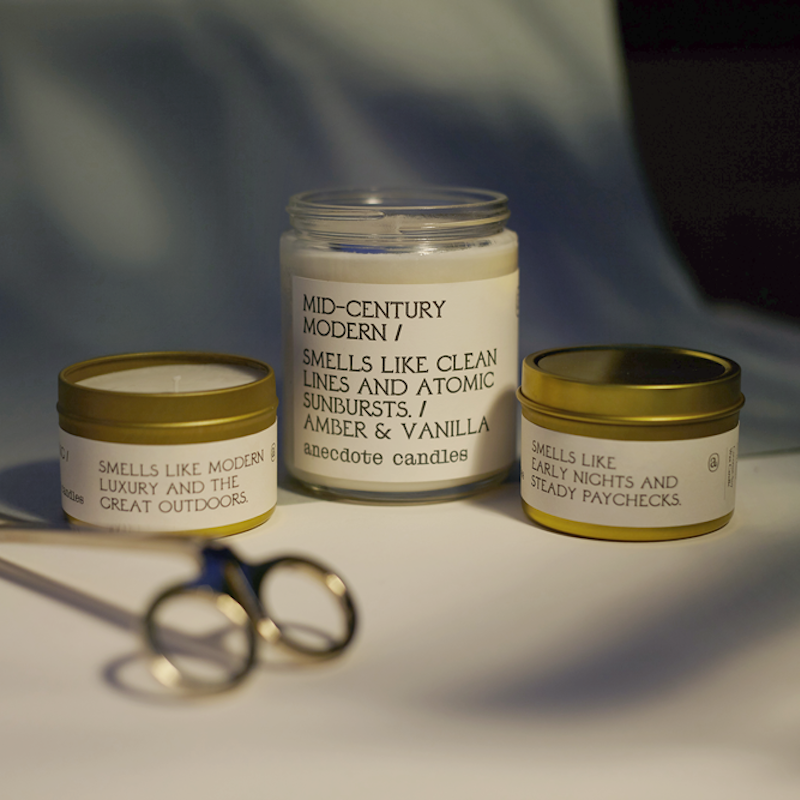 MID-CENTURY
MODERN /
SMELLS LIKE CLEAN
LINES AND ATOMIC
SUNBURSTS. /
AMBER & VANILLA
anecdote candles
SMELLS LIKE MODERN
LUXURY AND THE
GREAT OUTDOORS.
SMELLS LIKE
EARLY NIGHTS AND
STEADY PAYCHECKS.